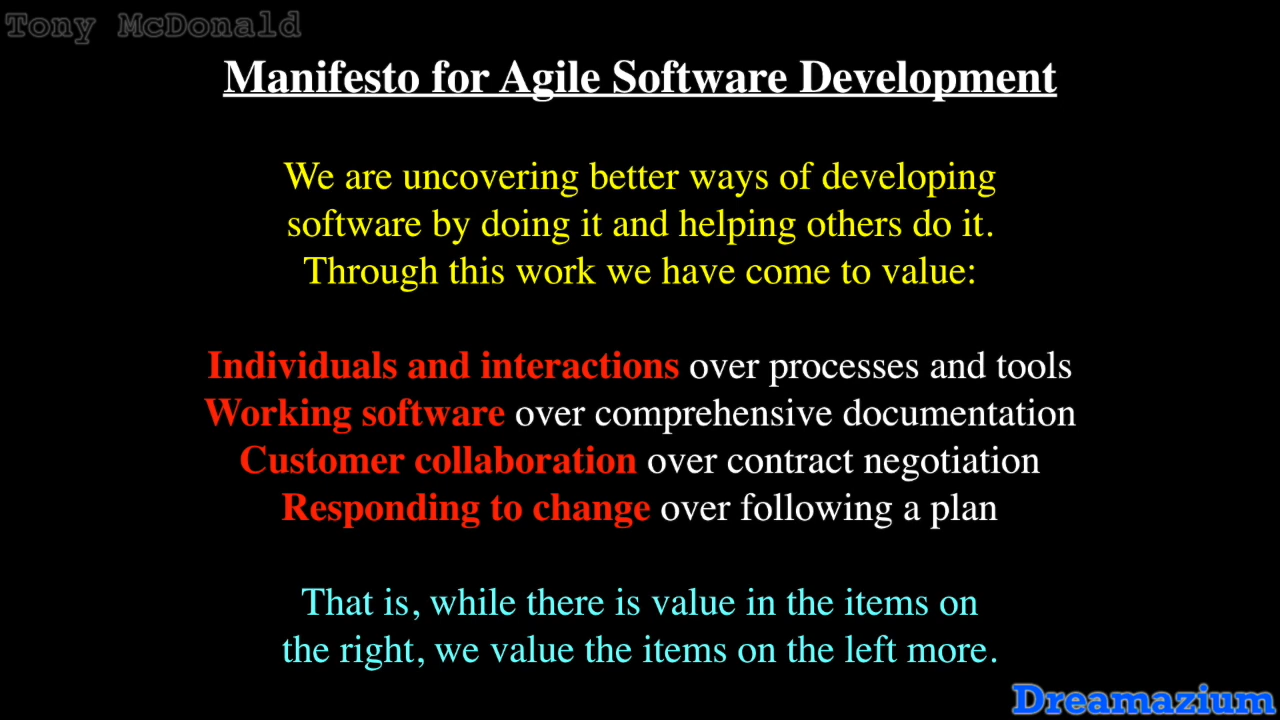 Tony McDonald
Manifesto for Agile Software Development
We are uncovering better ways of developing
software by doing it and helping others do it.
Through this work we have come to value:
Individuals and interactions over processes and tools
Working software over comprehensive documentation
Customer collaboration over contract negotiation
Responding to change over following a plan
That is, while there is value in the items on
the right, we value the items on the left more.
Dreamazium